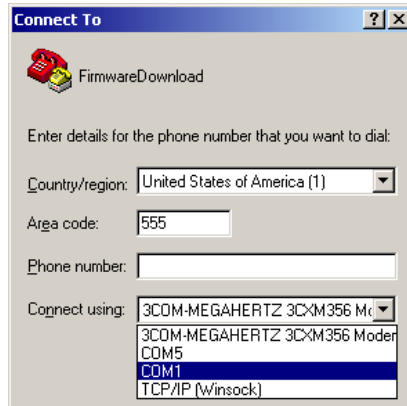 Connect To
FirmwareDownload
Enter details for the phone number that you want to dial:
Country/region: United States of America (1)
Area code: 555
Phone number:
Connect using: 3COM-MEGAHERTZ 3CXM356 Mc
3COM-MEGAHERTZ 3CXM356 Moder
COM5
COM1
TCP/IP (Winsock)